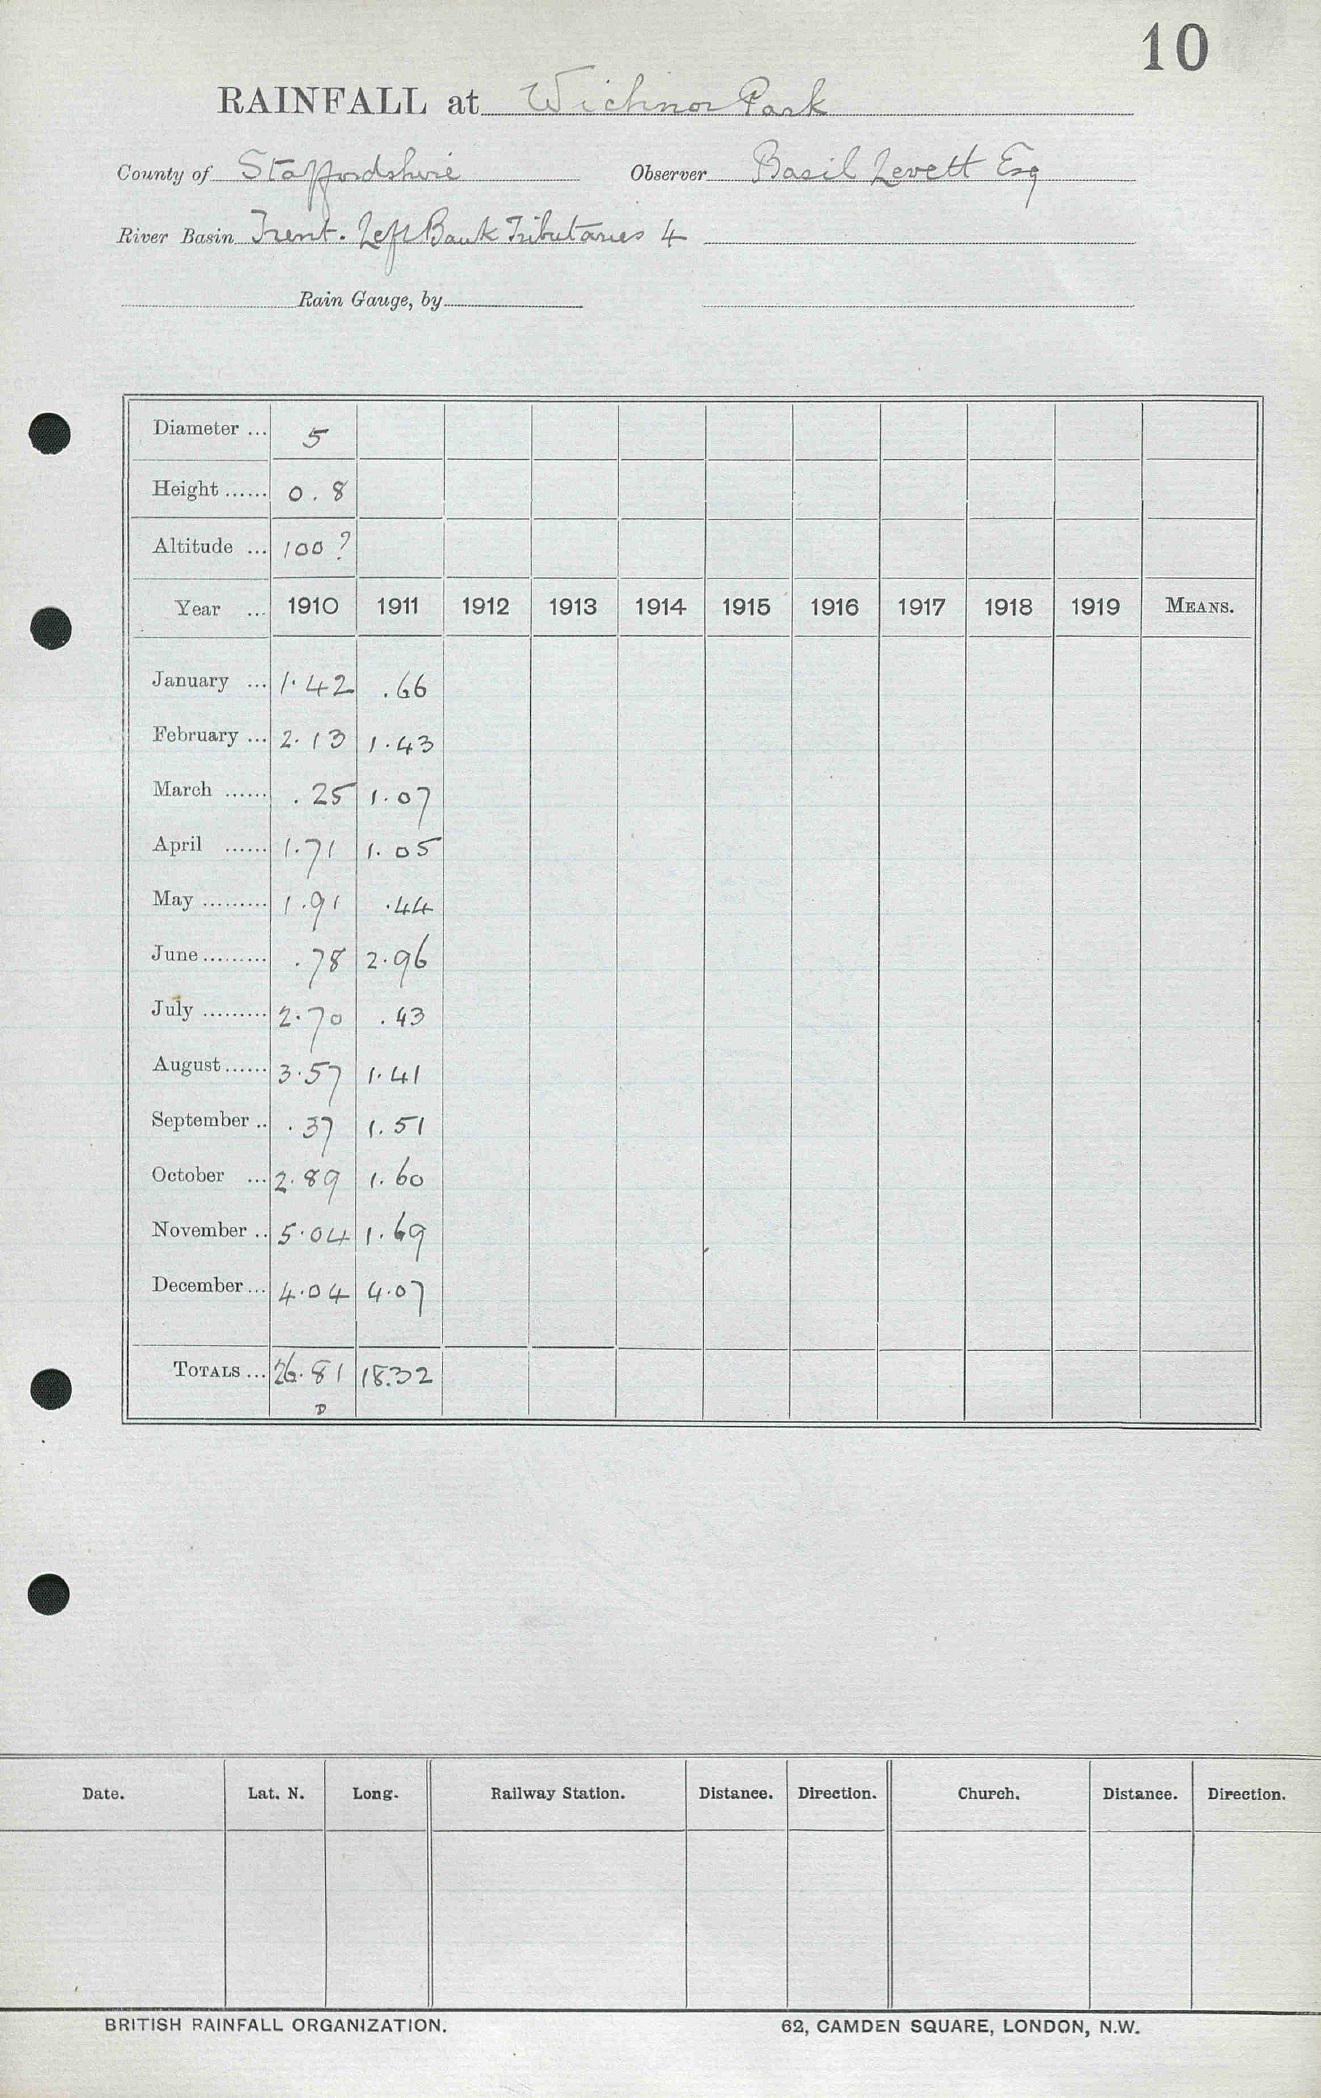 10
RAINFALL at Wichnor Park
County of Staffordshire Observer Basil Levett Esq
River Basin Trent. Left Bank Tributaries 4
Rain Gauge, by
Diameter ... 5
Height ...... 0.8
Altitude ... 100?
Year ... 1910 1911 1912 1913 1914 1915 1916 1917 1918 1919 MEANS.
January ... 1.42 .66
February ... 2.13 1.43
March ...... .25 1.07
April ...... 1.71 1.05
May ......... 1.91 .44
June ......... .78 2.96
July ......... 2.70 .43
August ...... 3.57 1.41
September .. .37 1.51
October ... 2.89 1.60
November .. 5.04 1.69
December ... 4.04 4.07
TOTALS ... 26.81 18.32
D
Date. Lat. N. Long. Railway Station. Distance. Direction. Church. Distance. Direction.
BRITISH RAINFALL ORGANIZATION. 62, CAMDEN SQUARE, LONDON, N.W.